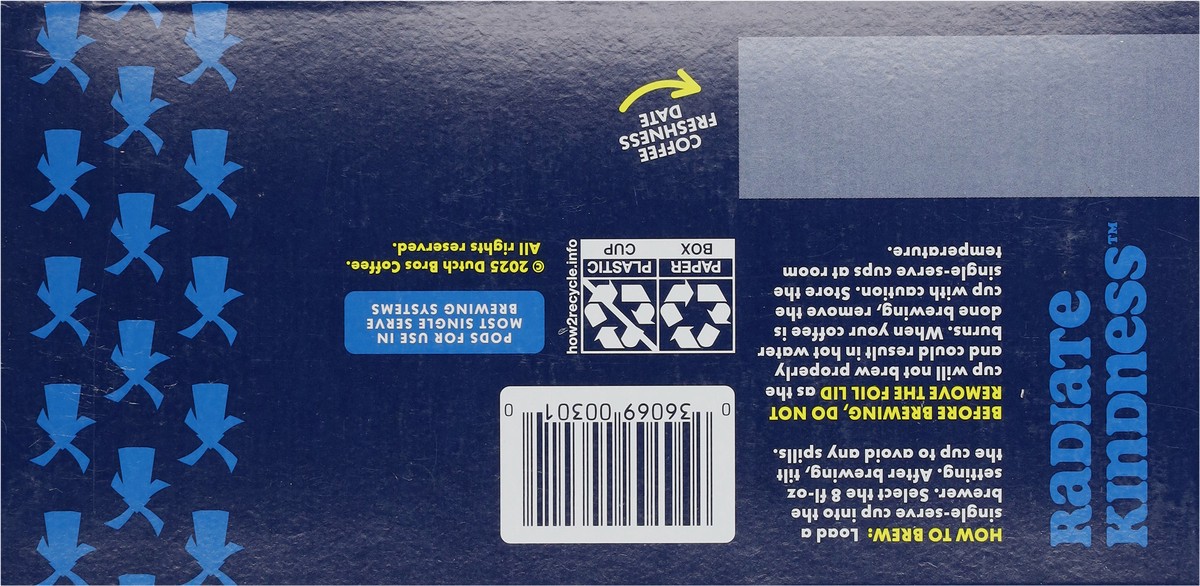 RADIATE
KINDNESS™
HOW TO BREW: Load a
single-serve cup into the
brewer. Select the 8 fl-oz
setting. After brewing, tilt
the cup to avoid any spills.
BEFORE BREWING, DO NOT
REMOVE THE FOIL LID as the
cup will not brew properly
and could result in hot water
burns. When your coffee is
done brewing, remove the
cup with caution. Store the
single-serve cups at room
temperature.
0 36069 00301 0
PAPER
BOX
PLASTIC
CUP
how2recycle.info
PODS FOR USE IN
MOST SINGLE SERVE
BREWING SYSTEMS
© 2025 Dutch Bros Coffee.
All rights reserved.
COFFEE
FRESHNESS
DATE